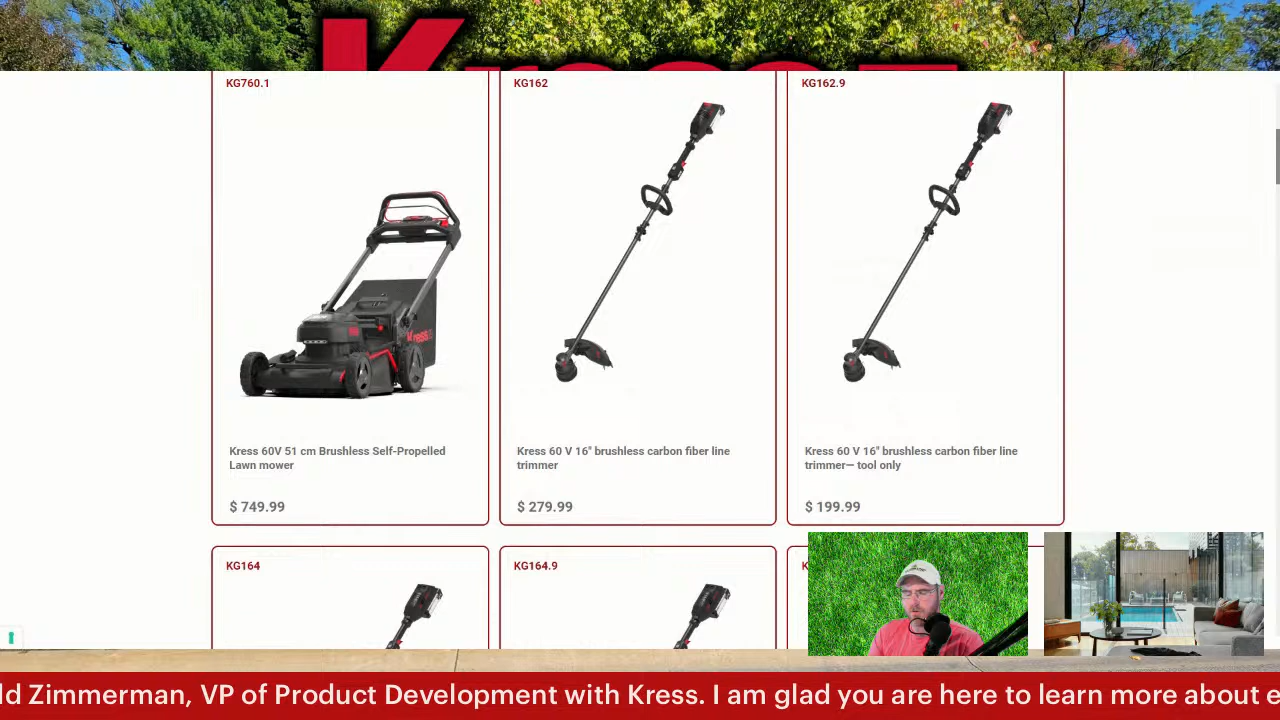 Kress
KG760.1
KG162
KG162.9
Kress
Kress 60V 51 cm Brushless Self-Propelled
Lawn mower
$ 749.99
Kress 60 V 16" brushless carbon fiber line
trimmer
$ 279.99
Kress 60 V 16" brushless carbon fiber line
trimmer— tool only
$ 199.99
KG164
KG164.9
K
ld Zimmerman, VP of Product Development with Kress. I am glad you are here to learn more about e